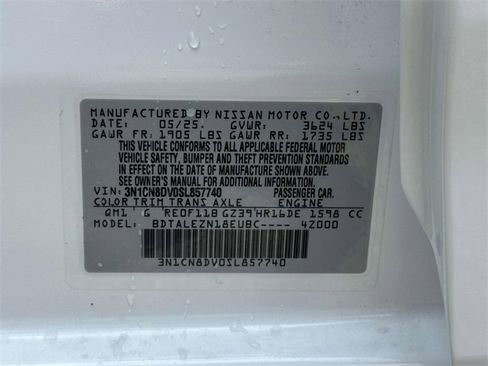 MANUFACTURED BY NISSAN MOTOR CO.,LTD.
DATE: 05/25. GVWR: 3624 LBS
GAWR FR: 1905 LBS GAWR RR: 1735 LBS
THIS VEHICLE CONFORMS TO ALL APPLICABLE FEDERAL MOTOR
VEHICLE SAFETY, BUMPER AND THEFT PREVENTION STANDARDS
IN EFFECT ON THE DATE OF MANUFACTURE SHOWN ABOVE.
SEE OWNER'S MANUAL FOR ADDITIONAL INFORMATION.
VIN: 3N1CN8DV0SL857740 PASSENGER CAR.
COLOR TRIM TRANS AXLE ENGINE
QM1 G RE0F11B GZ39 HR16DE 1598 CC
MODEL: BDTALEZN18EUBC---- 4Z000
3N1CN8DV0SL857740